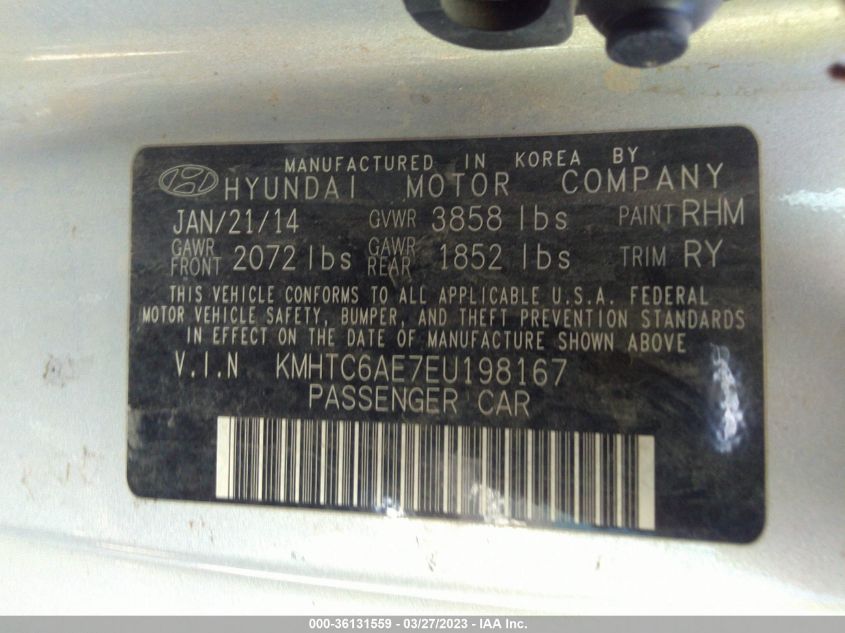 MANUFACTURED IN KOREA BY
HYUNDAI MOTOR COMPANY
JAN/21/14 GVWR 3858 lbs PAINT RHM
GAWR FRONT 2072 lbs GAWR REAR 1852 lbs TRIM RY
THIS VEHICLE CONFORMS TO ALL APPLICABLE U.S.A. FEDERAL
MOTOR VEHICLE SAFETY, BUMPER, AND THEFT PREVENTION STANDARDS
IN EFFECT ON THE DATE OF MANUFACTURE SHOWN ABOVE.
V.I.N KMHTC6AE7EU198167
PASSENGER CAR
000-36131559 - 03/27/2023 - IAA Inc.